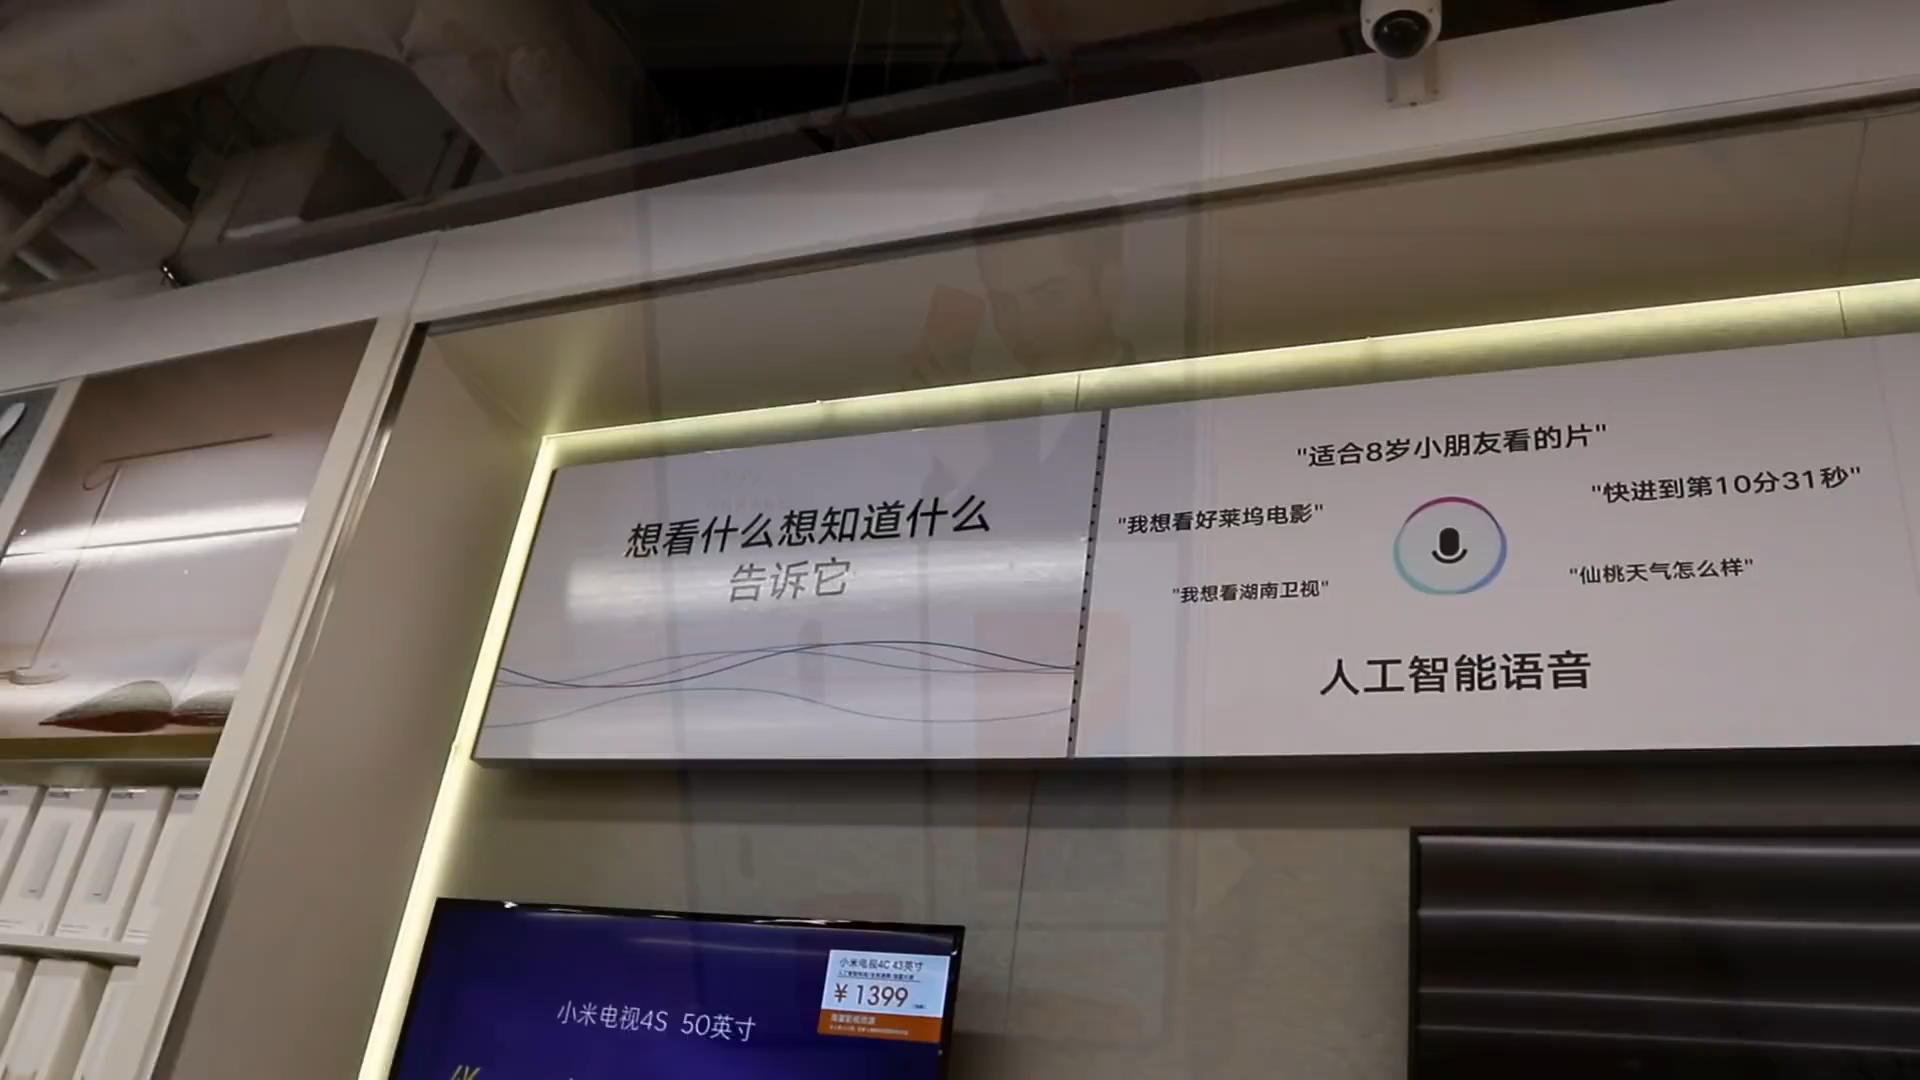 想看什么想知道什么
告诉它
"适合8岁小朋友看的片"
"快进到第10分31秒"
"我想看好莱坞电影"
"仙桃天气怎么样"
"我想看湖南卫视"
人工智能语音
小米电视4C 43英寸
¥1399
小米电视4S 50英寸